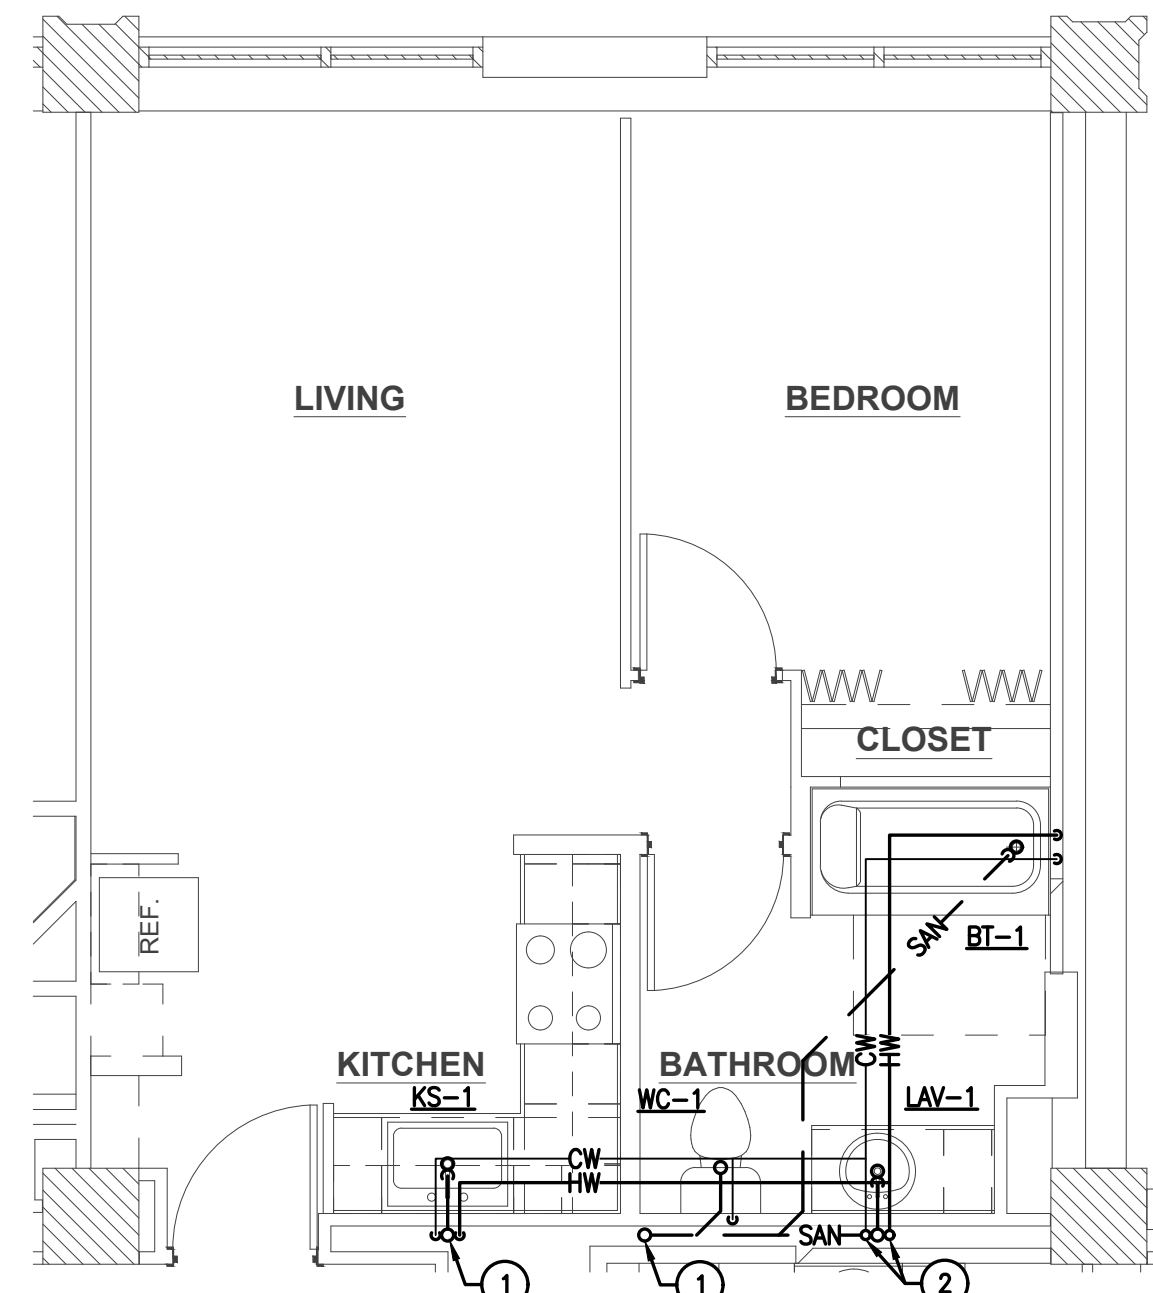 LIVING
BEDROOM
CLOSET
REF.
SAN
BT-1
KITCHEN
BATHROOM
CW
HW
KS-1
WC-1
LAV-1
CW
HW
SAN
1
1
2